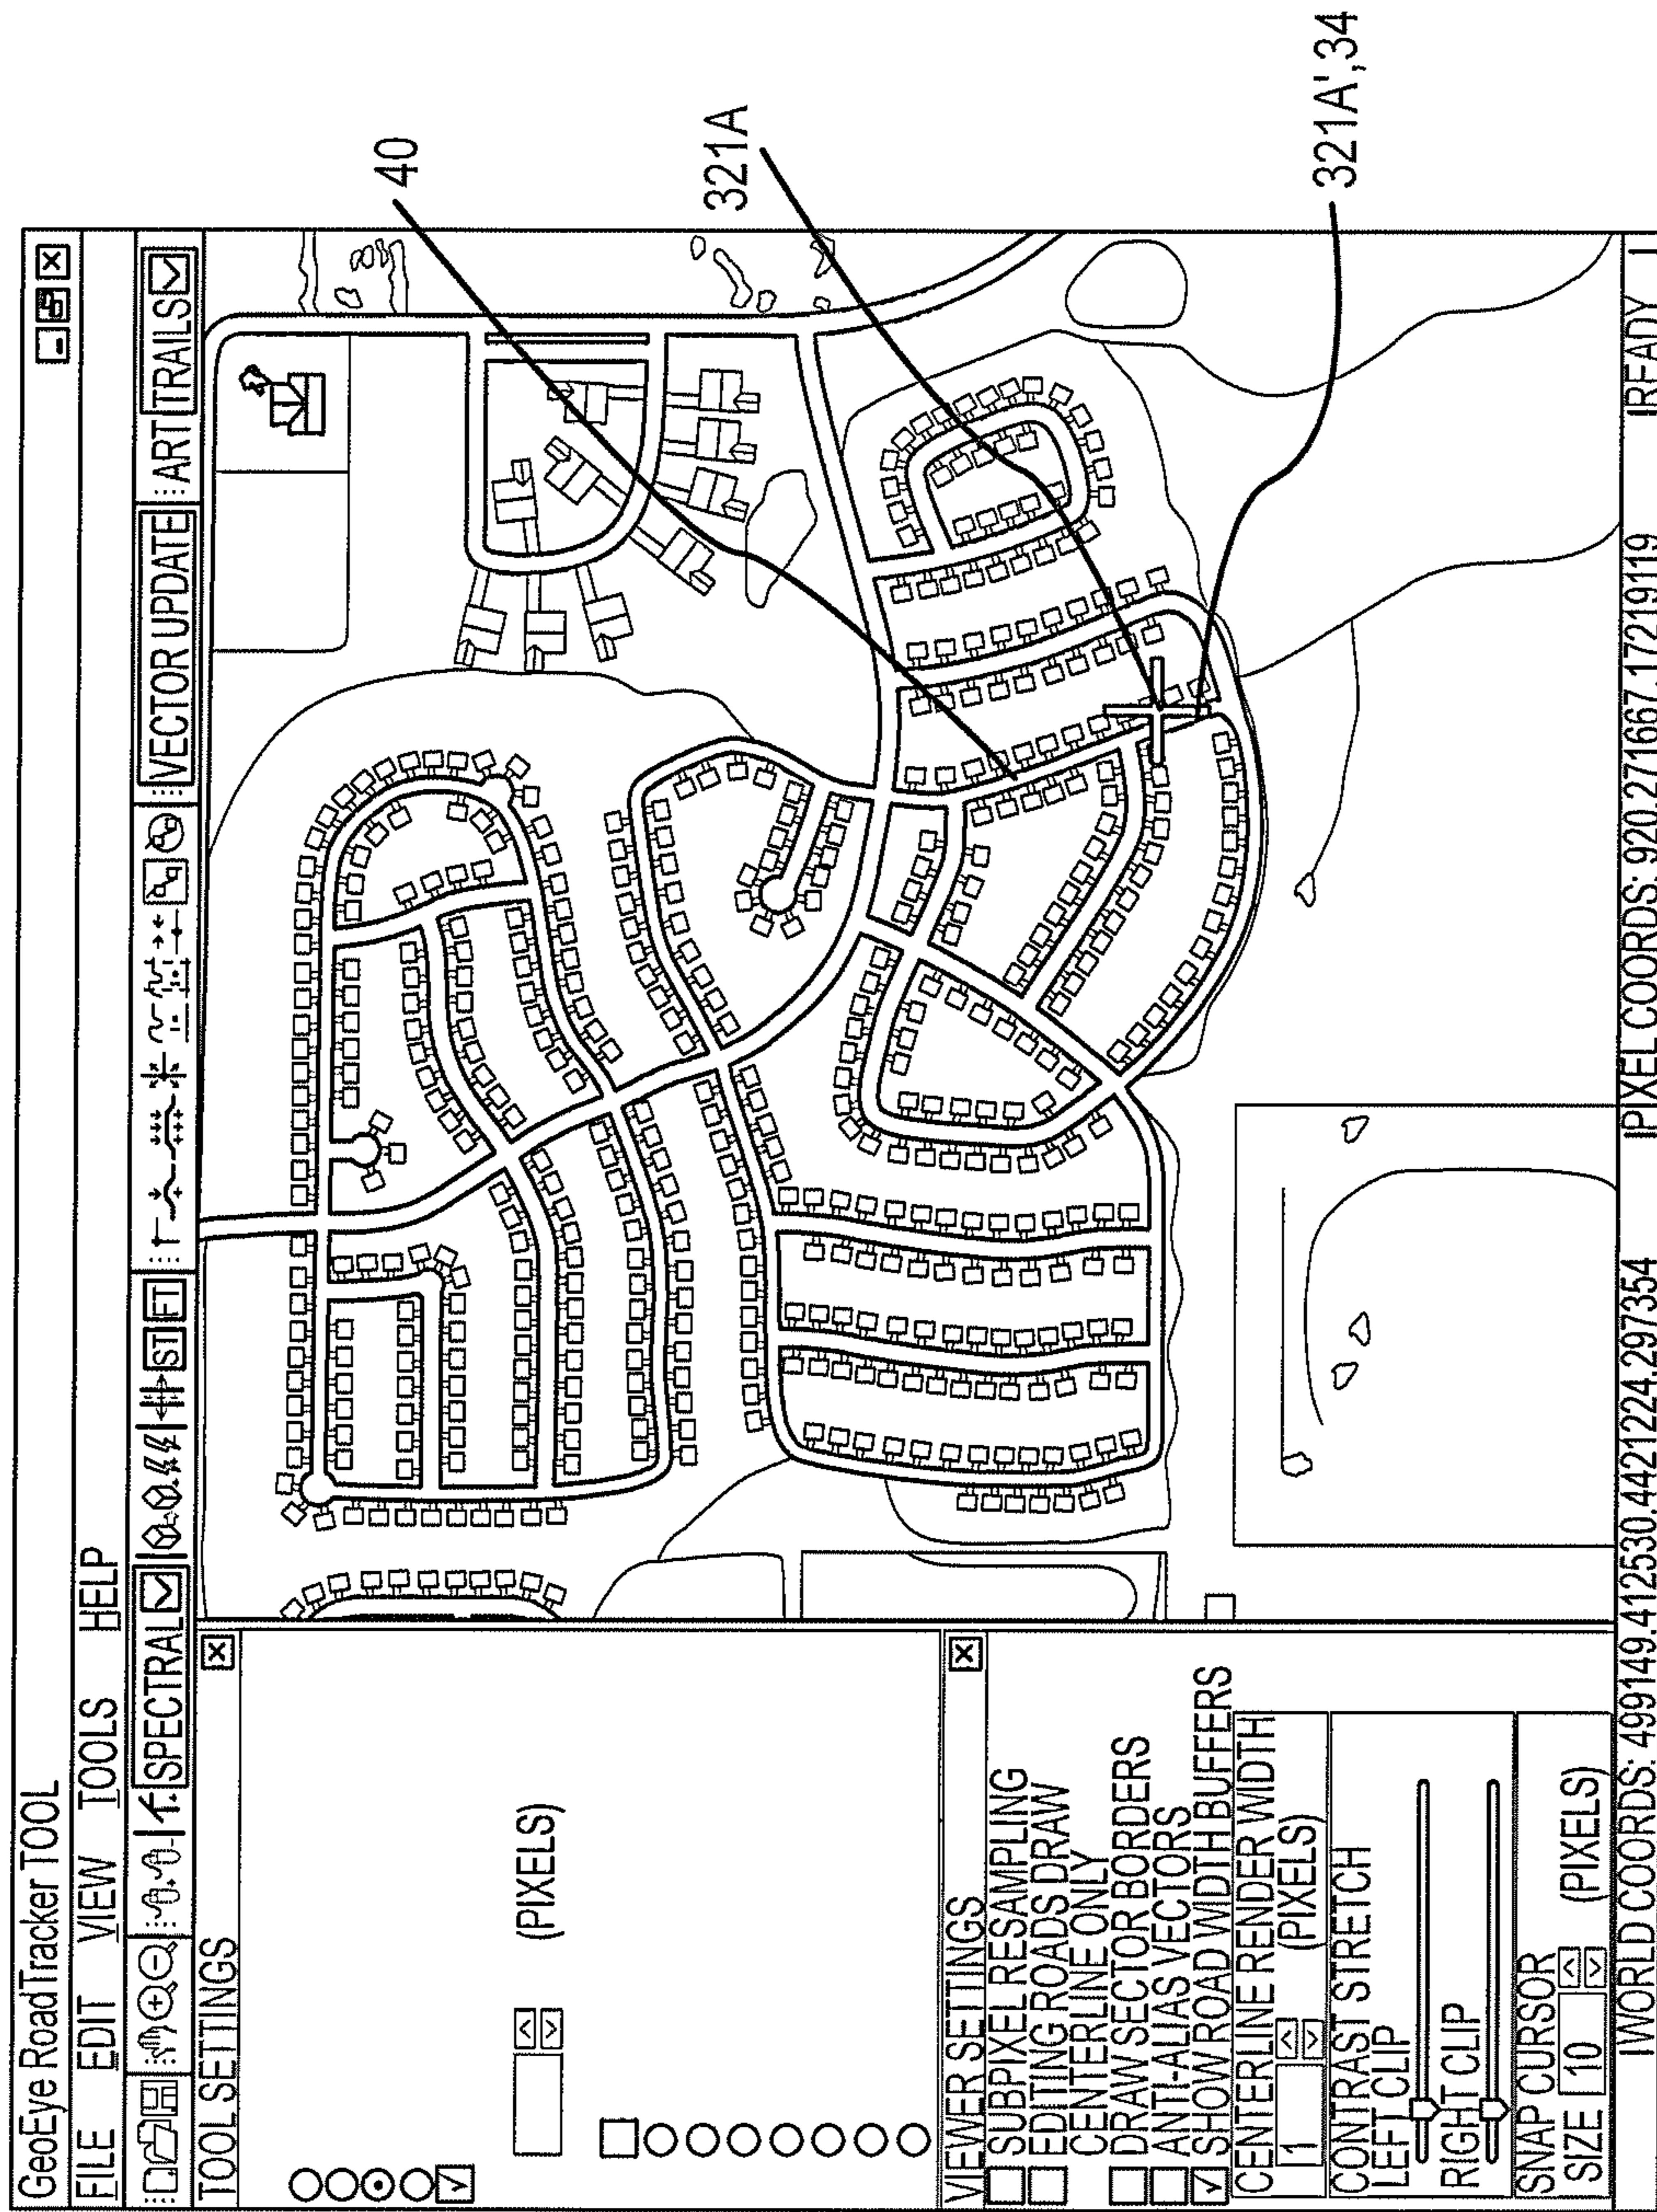 GeoEye RoadTracker TOOL
FILE EDIT VIEW TOOLS HELP
SPECTRAL ST FT VECTOR UPDATE ART TRAILS
TOOL SETTINGS
(PIXELS)
VIEWER SETTINGS
SUBPIXEL RESAMPLING
EDITING ROADS DRAW
CENTERLINE ONLY
DRAW SECTOR BORDERS
ANTI-ALIAS VECTORS
SHOW ROAD WIDTH BUFFERS
CENTERLINE RENDER WIDTH
1 (PIXELS)
CONTRAST STRETCH
LEFT CLIP
RIGHT CLIP
SNAP CURSOR
SIZE 10 (PIXELS)
WORLD COORDS: 499149.412530,4421224.297354 PIXEL COORDS: 920.271667,1721.9119 READY
40
321A
321A',34